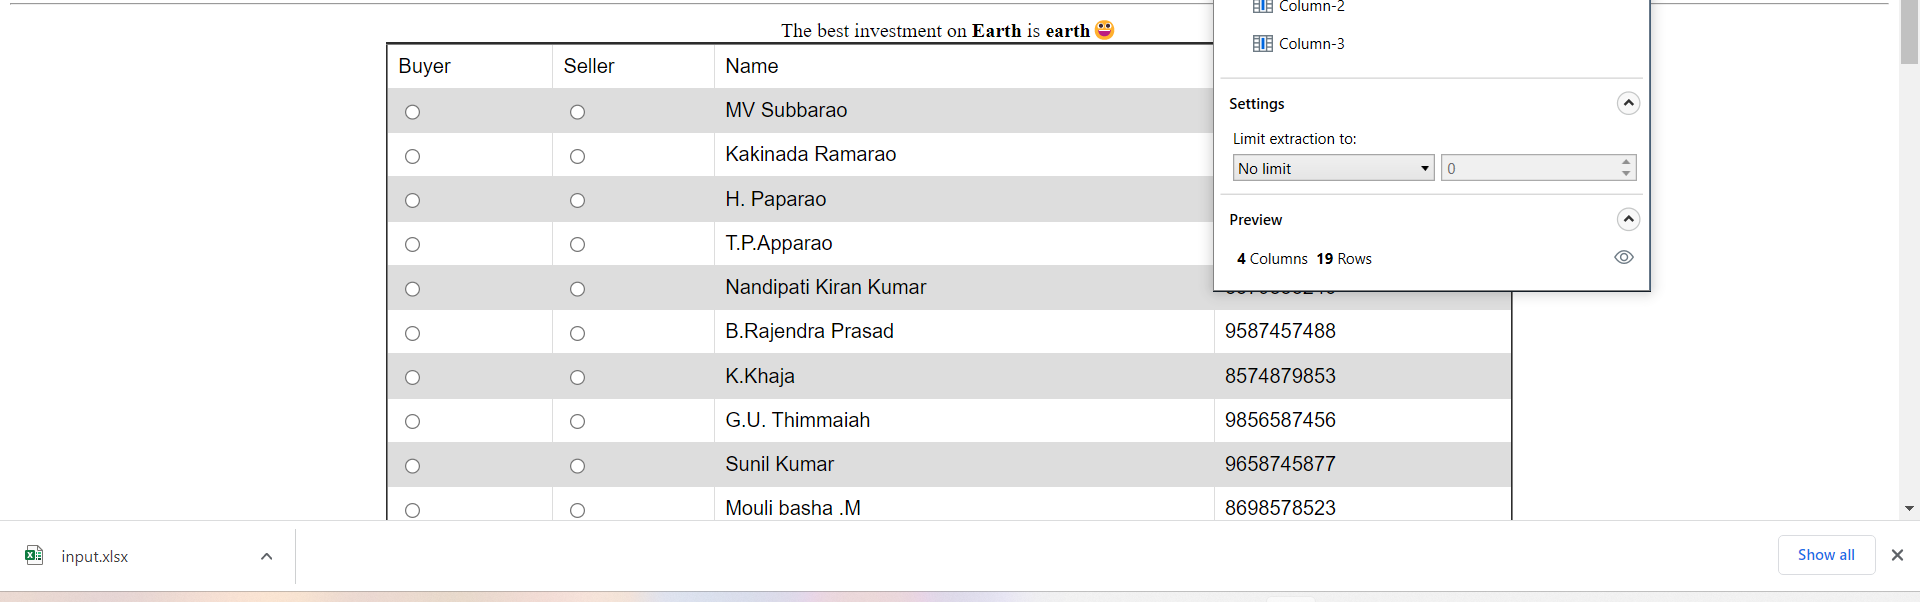 The best investment on Earth is earth
Buyer Seller Name
MV Subbarao
Kakinada Ramarao
H. Paparao
T.P.Apparao
Nandipati Kiran Kumar
B.Rajendra Prasad 9587457488
K.Khaja 8574879853
G.U. Thimmaiah 9856587456
Sunil Kumar 9658745877
Mouli basha .M 8698578523
Column-2
Column-3
Settings
Limit extraction to:
No limit 0
Preview
4 Columns 19 Rows
input.xlsx
Show all